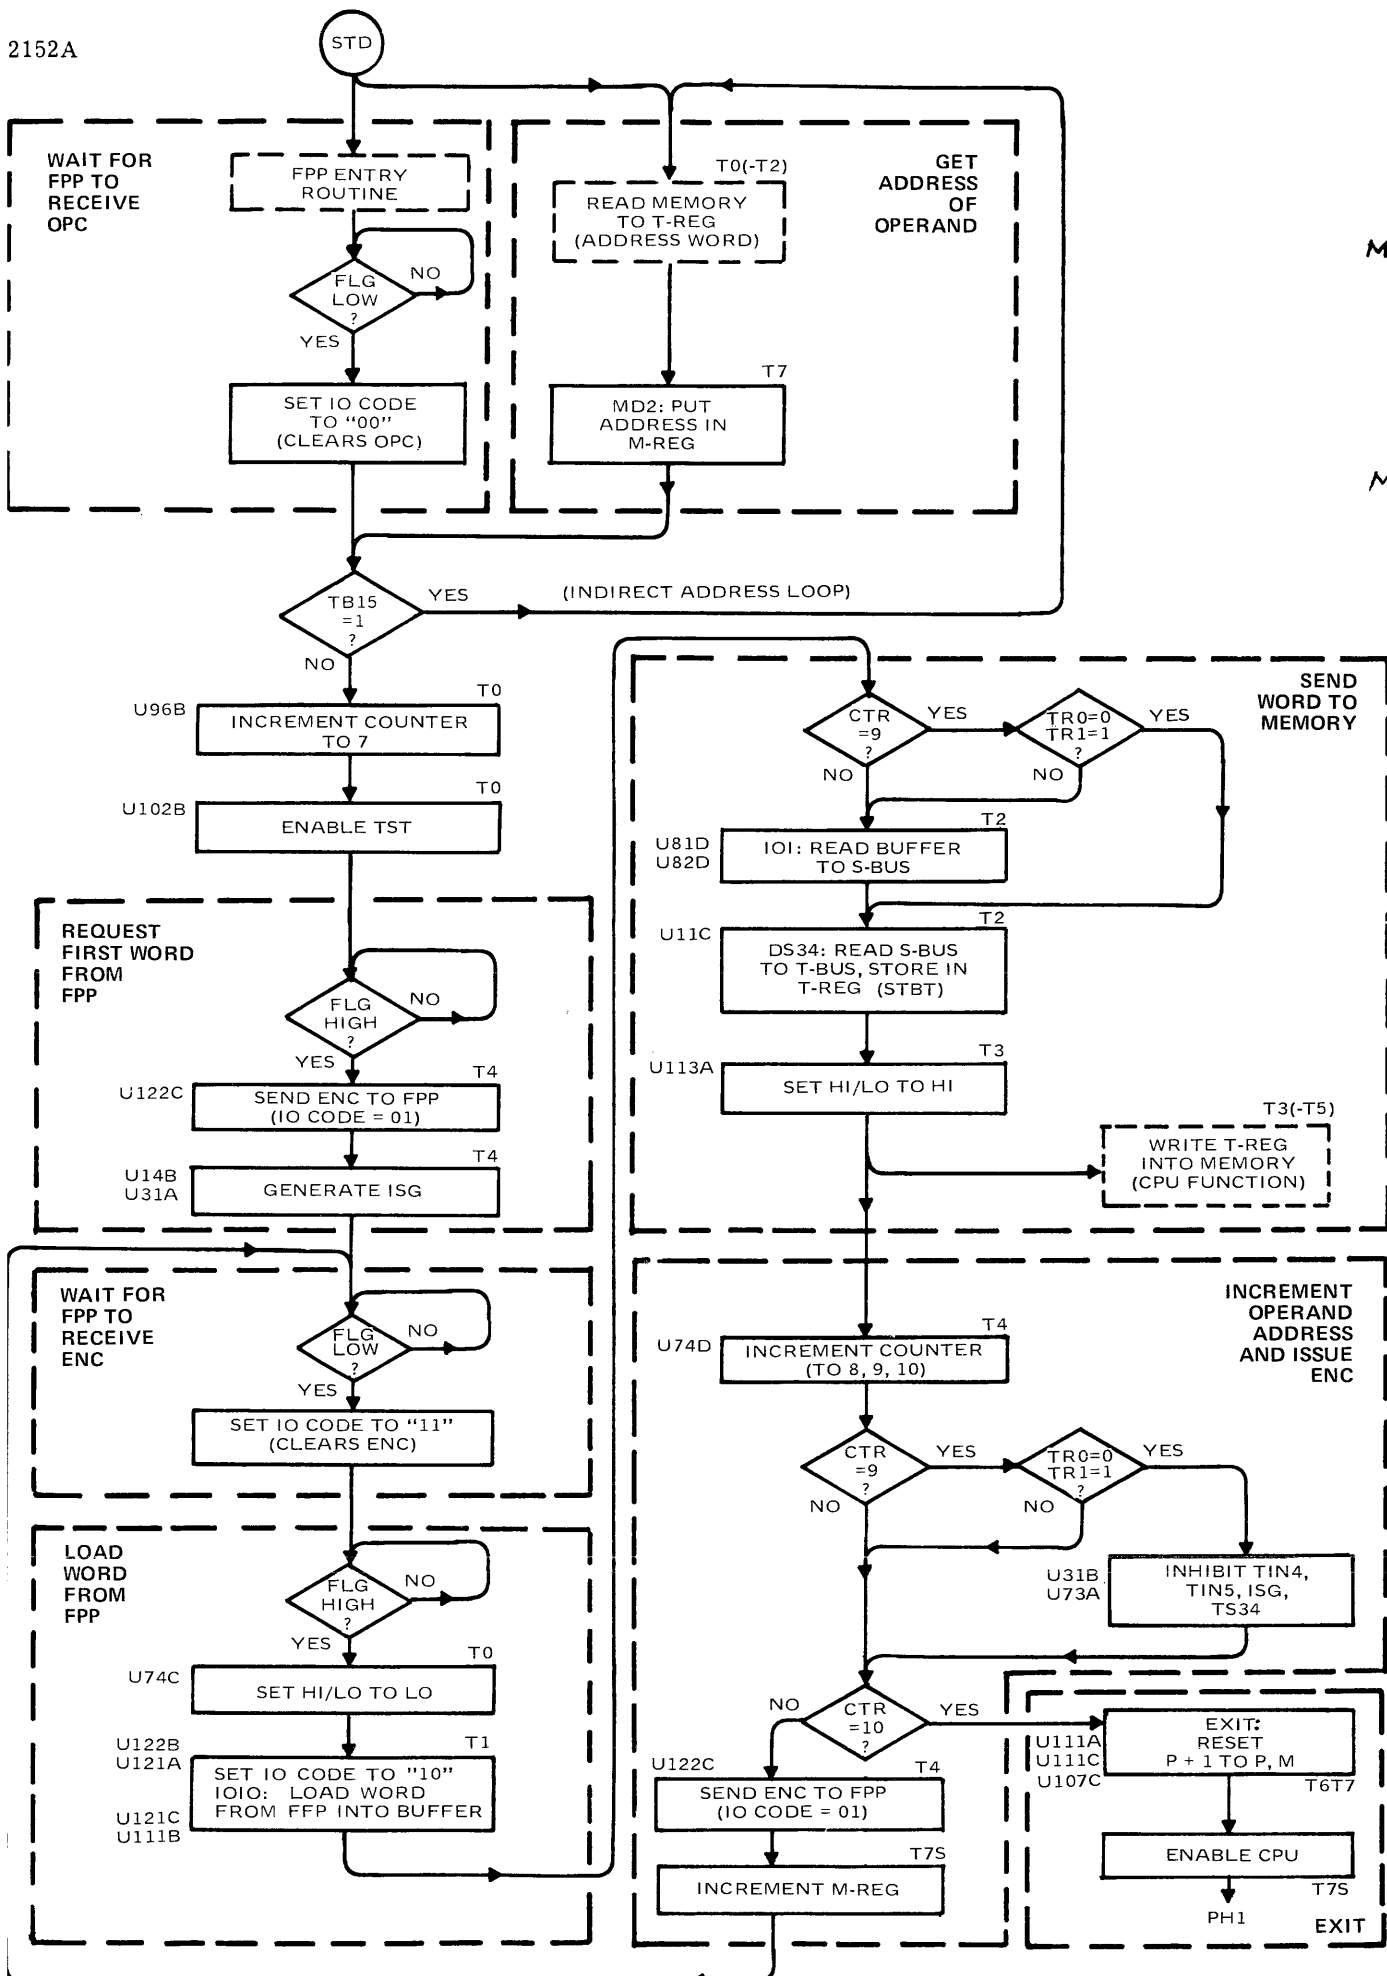 2152A
STD
WAIT FOR
FPP TO
RECEIVE
OPC
FPP ENTRY
ROUTINE
FLG
LOW
?
NO
YES
SET IO CODE
TO "00"
(CLEARS OPC)
GET
ADDRESS
OF
OPERAND
T0(-T2)
READ MEMORY
TO T-REG
(ADDRESS WORD)
T7
MD2: PUT
ADDRESS IN
M-REG
M
M
TB15
=1
?
YES
(INDIRECT ADDRESS LOOP)
NO
U96B
T0
INCREMENT COUNTER
TO 7
U102B
T0
ENABLE TST
REQUEST
FIRST WORD
FROM
FPP
FLG
HIGH
?
NO
YES
U122C
T4
SEND ENC TO FPP
(IO CODE = 01)
U14B
U31A
T4
GENERATE ISG
WAIT FOR
FPP TO
RECEIVE
ENC
FLG
LOW
?
NO
YES
SET IO CODE TO "11"
(CLEARS ENC)
LOAD
WORD
FROM
FPP
FLG
HIGH
?
NO
YES
U74C
T0
SET HI/LO TO LO
U122B
U121A
T1
SET IO CODE TO "10"
IOIO: LOAD WORD
FROM FFP INTO BUFFER
U121C
U111B
SEND
WORD TO
MEMORY
CTR
=9
?
YES
NO
TR0=0
TR1=1
?
YES
NO
U81D
U82D
T2
IOI: READ BUFFER
TO S-BUS
U11C
T2
DS34: READ S-BUS
TO T-BUS, STORE IN
T-REG (STBT)
U113A
T3
SET HI/LO TO HI
T3(-T5)
WRITE T-REG
INTO MEMORY
(CPU FUNCTION)
INCREMENT
OPERAND
ADDRESS
AND ISSUE
ENC
U74D
T4
INCREMENT COUNTER
(TO 8, 9, 10)
CTR
=9
?
YES
NO
TR0=0
TR1=1
?
YES
NO
U31B
U73A
INHIBIT TIN4,
TIN5, ISG,
TS34
CTR
=10
?
NO
YES
U122C
T4
SEND ENC TO FPP
(IO CODE = 01)
T7S
INCREMENT M-REG
U111A
U111C
U107C
EXIT:
RESET
P + 1 TO P, M
T6T7
ENABLE CPU
T7S
PH1
EXIT